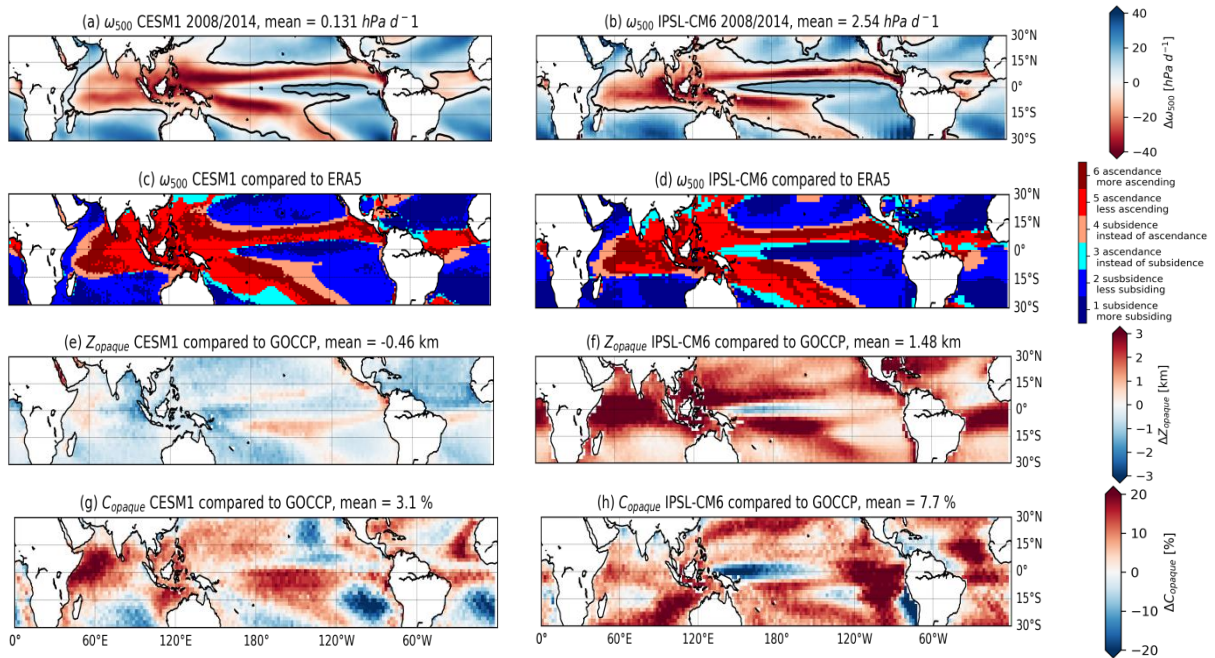 (a) ω500 CESM1 2008/2014, mean = 0.131 hPa d−1
(b) ω500 IPSL-CM6 2008/2014, mean = 2.54 hPa d−1
30°N
15°N
0°
15°S
30°S
40
20
0
−20
−40
Δω500 [hPa d−1]
(c) ω500 CESM1 compared to ERA5
(d) ω500 IPSL-CM6 compared to ERA5
30°N
15°N
0°
15°S
30°S
6 ascendance
more ascending
5 ascendance
less ascending
4 subsidence
instead of ascendance
3 ascendance
instead of subsidence
2 subsbsidence
less subsiding
1 subsidence
more subsiding
(e) Zopaque CESM1 compared to GOCCP, mean = -0.46 km
(f) Zopaque IPSL-CM6 compared to GOCCP, mean = 1.48 km
30°N
15°N
0°
15°S
30°S
3
2
1
0
−1
−2
−3
ΔZopaque [km]
(g) Copaque CESM1 compared to GOCCP, mean = 3.1 %
(h) Copaque IPSL-CM6 compared to GOCCP, mean = 7.7 %
30°N
15°N
0°
15°S
30°S
20
10
0
−10
−20
ΔCopaque [%]
0° 60°E 120°E 180° 120°W 60°W
0° 60°E 120°E 180° 120°W 60°W